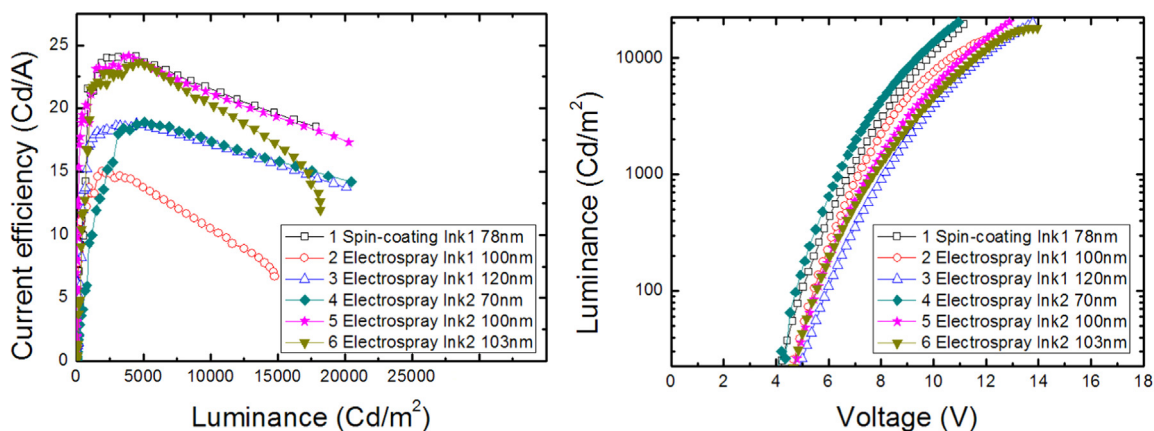 Current efficiency (Cd/A)
25
20
15
10
5
0
1 Spin-coating Ink1 78nm
2 Electrospray Ink1 100nm
3 Electrospray Ink1 120nm
4 Electrospray Ink2 70nm
5 Electrospray Ink2 100nm
6 Electrospray Ink2 103nm
0 5000 10000 15000 20000 25000
Luminance (Cd/m²)
Luminance (Cd/m²)
10000
1000
100
1 Spin-coating Ink1 78nm
2 Electrospray Ink1 100nm
3 Electrospray Ink1 120nm
4 Electrospray Ink2 70nm
5 Electrospray Ink2 100nm
6 Electrospray Ink2 103nm
0 2 4 6 8 10 12 14 16 18
Voltage (V)